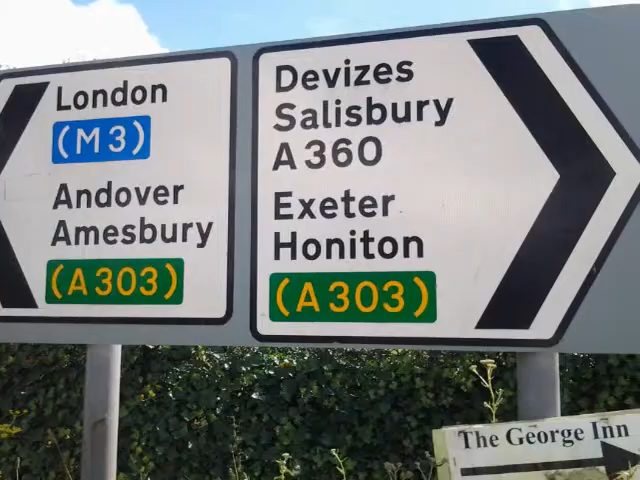 London
(M3)
Andover
Amesbury
(A303)
Devizes
Salisbury
A360
Exeter
Honiton
(A303)
The George Inn